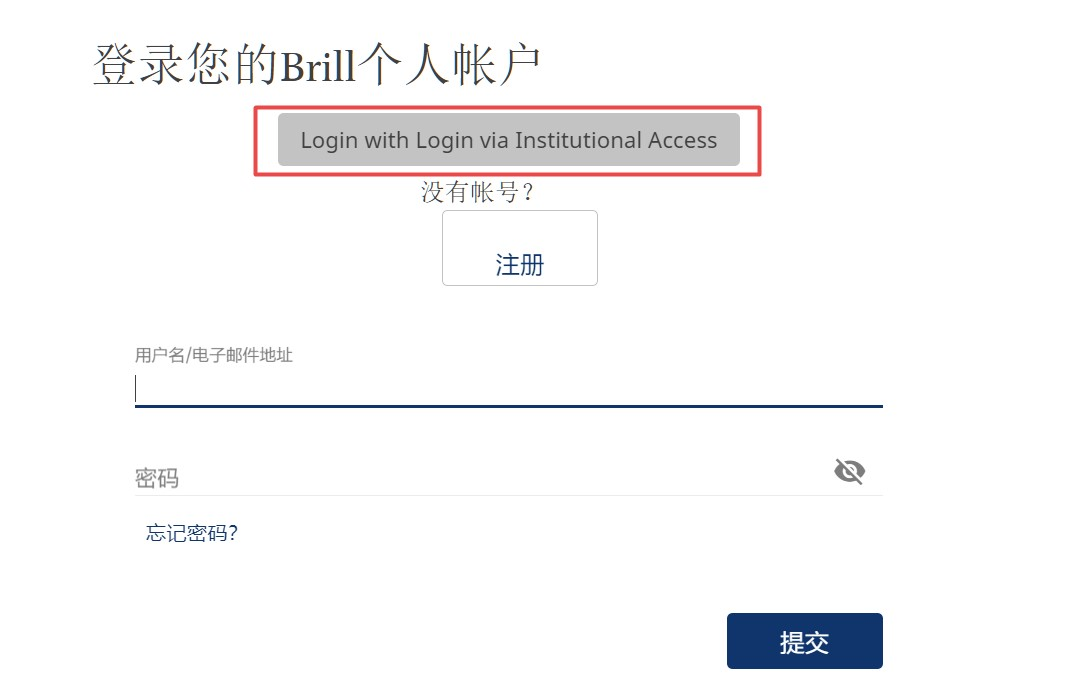 登录您的Brill个人帐户
Login with Login via Institutional Access
没有帐号？
注册
用户名/电子邮件地址
密码
忘记密码？
提交